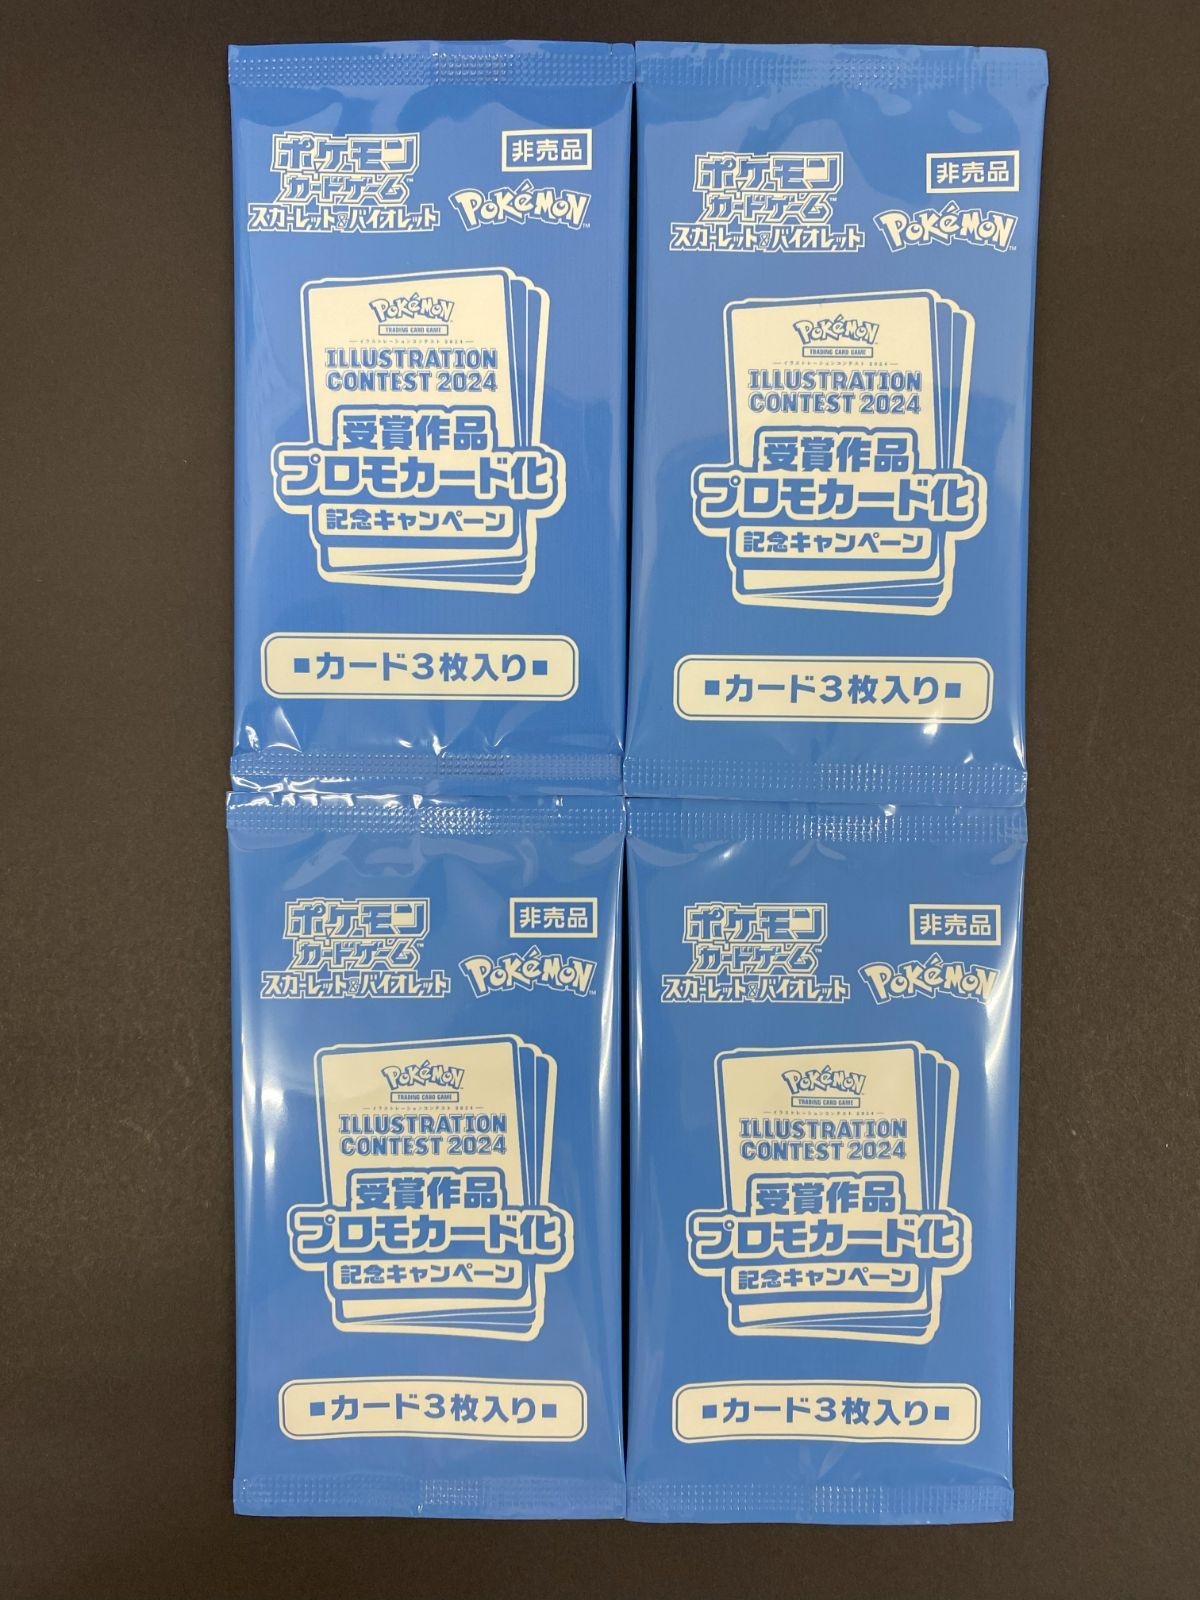 ポケモン
カードゲーム™
スカーレット&バイオレット
非売品
Pokémon™
Pokémon
TRADING CARD GAME
イラストレーションコンテスト 2024
ILLUSTRATION
CONTEST 2024
受賞作品
プロモカード化
記念キャンペーン
■カード3枚入り■
ポケモン
カードゲーム™
スカーレット&バイオレット
非売品
Pokémon™
Pokémon
TRADING CARD GAME
イラストレーションコンテスト 2024
ILLUSTRATION
CONTEST 2024
受賞作品
プロモカード化
記念キャンペーン
■カード3枚入り■
ポケモン
カードゲーム™
スカーレット&バイオレット
非売品
Pokémon™
Pokémon
TRADING CARD GAME
イラストレーションコンテスト 2024
ILLUSTRATION
CONTEST 2024
受賞作品
プロモカード化
記念キャンペーン
■カード3枚入り■
ポケモン
カードゲーム™
スカーレット&バイオレット
非売品
Pokémon
Pokémon
TRADING CARD GAME
イラストレーションコンテスト 2024
ILLUSTRATION
CONTEST 2024
受賞作品
プロモカード化
記念キャンペーン
■カード3枚入り■